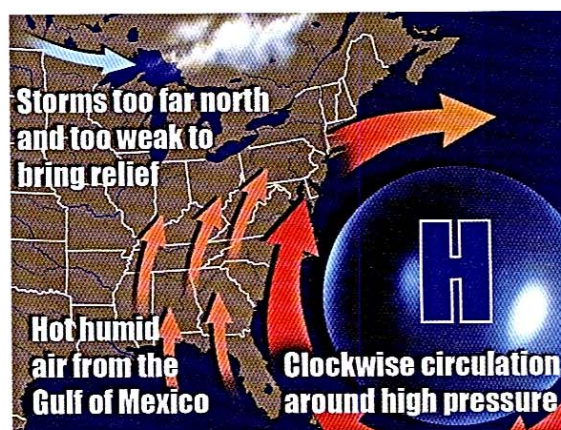 Storms too far north
and too weak to
bring relief
H
Hot humid
air from the
Gulf of Mexico
Clockwise circulation
around high pressure